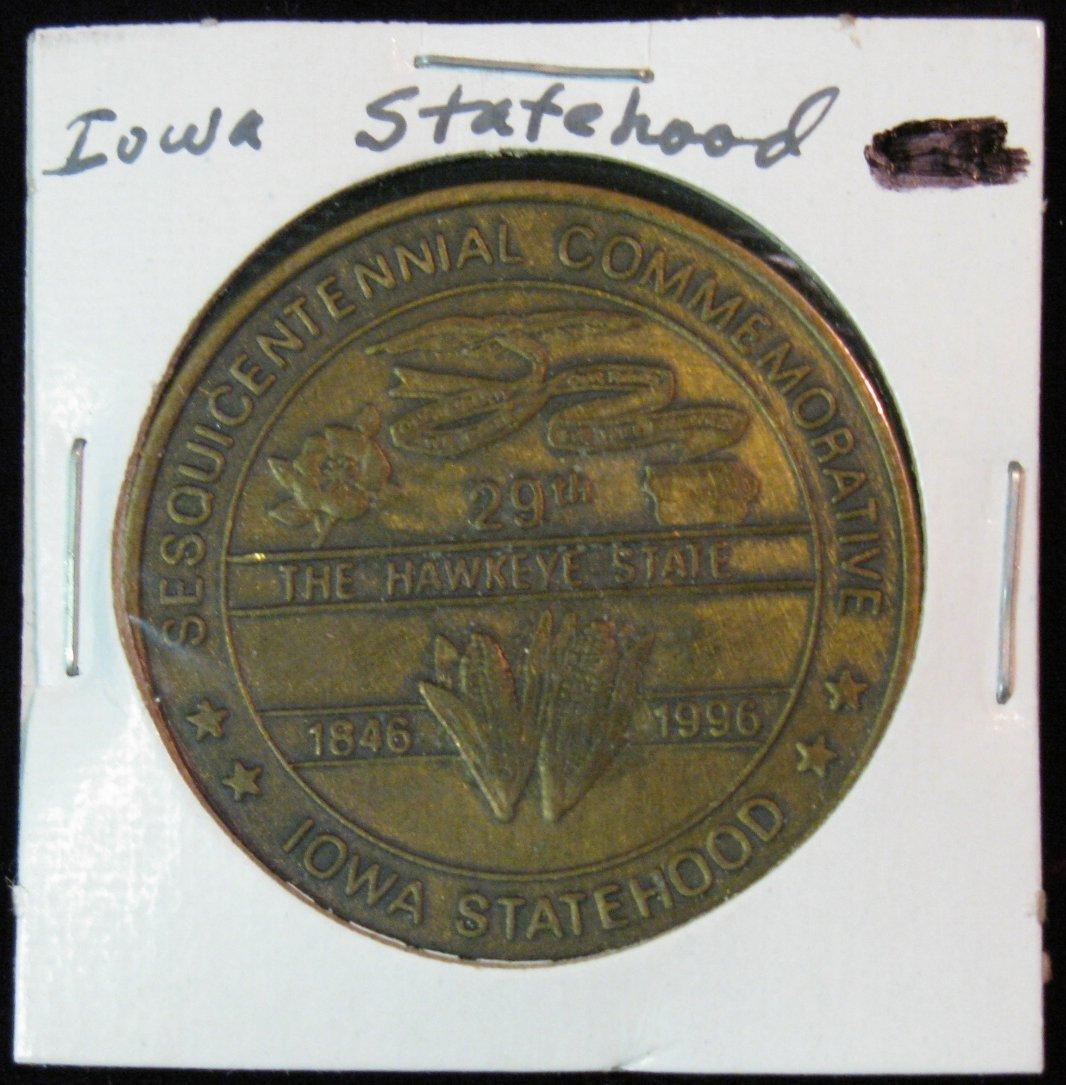 Iowa Statehood
SESQUICENTENNIAL COMMEMORATIVE
29th
THE HAWKEYE STATE
1846 1996
IOWA STATEHOOD